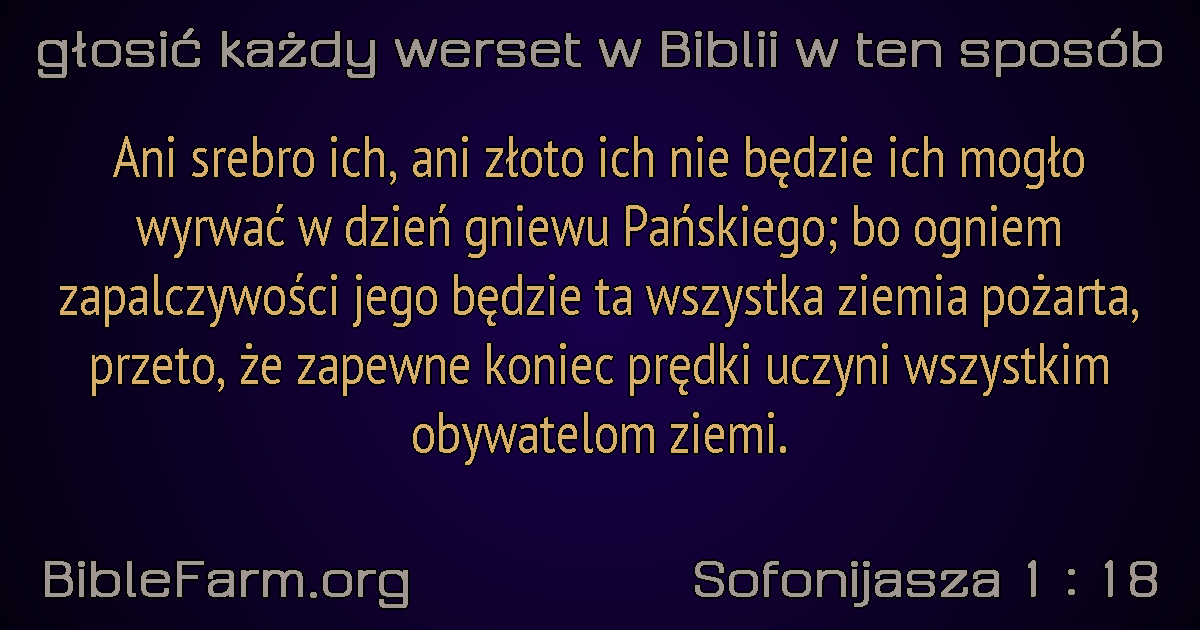 głosić każdy werset w Biblii w ten sposób
Ani srebro ich, ani złoto ich nie będzie ich mogło
wyrwać w dzień gniewu Pańskiego; bo ogniem
zapalczywości jego będzie ta wszystka ziemia pożarta,
przeto, że zapewne koniec prędki uczyni wszystkim
obywatelom ziemi.
BibleFarm.org
Sofonijasza 1 : 18